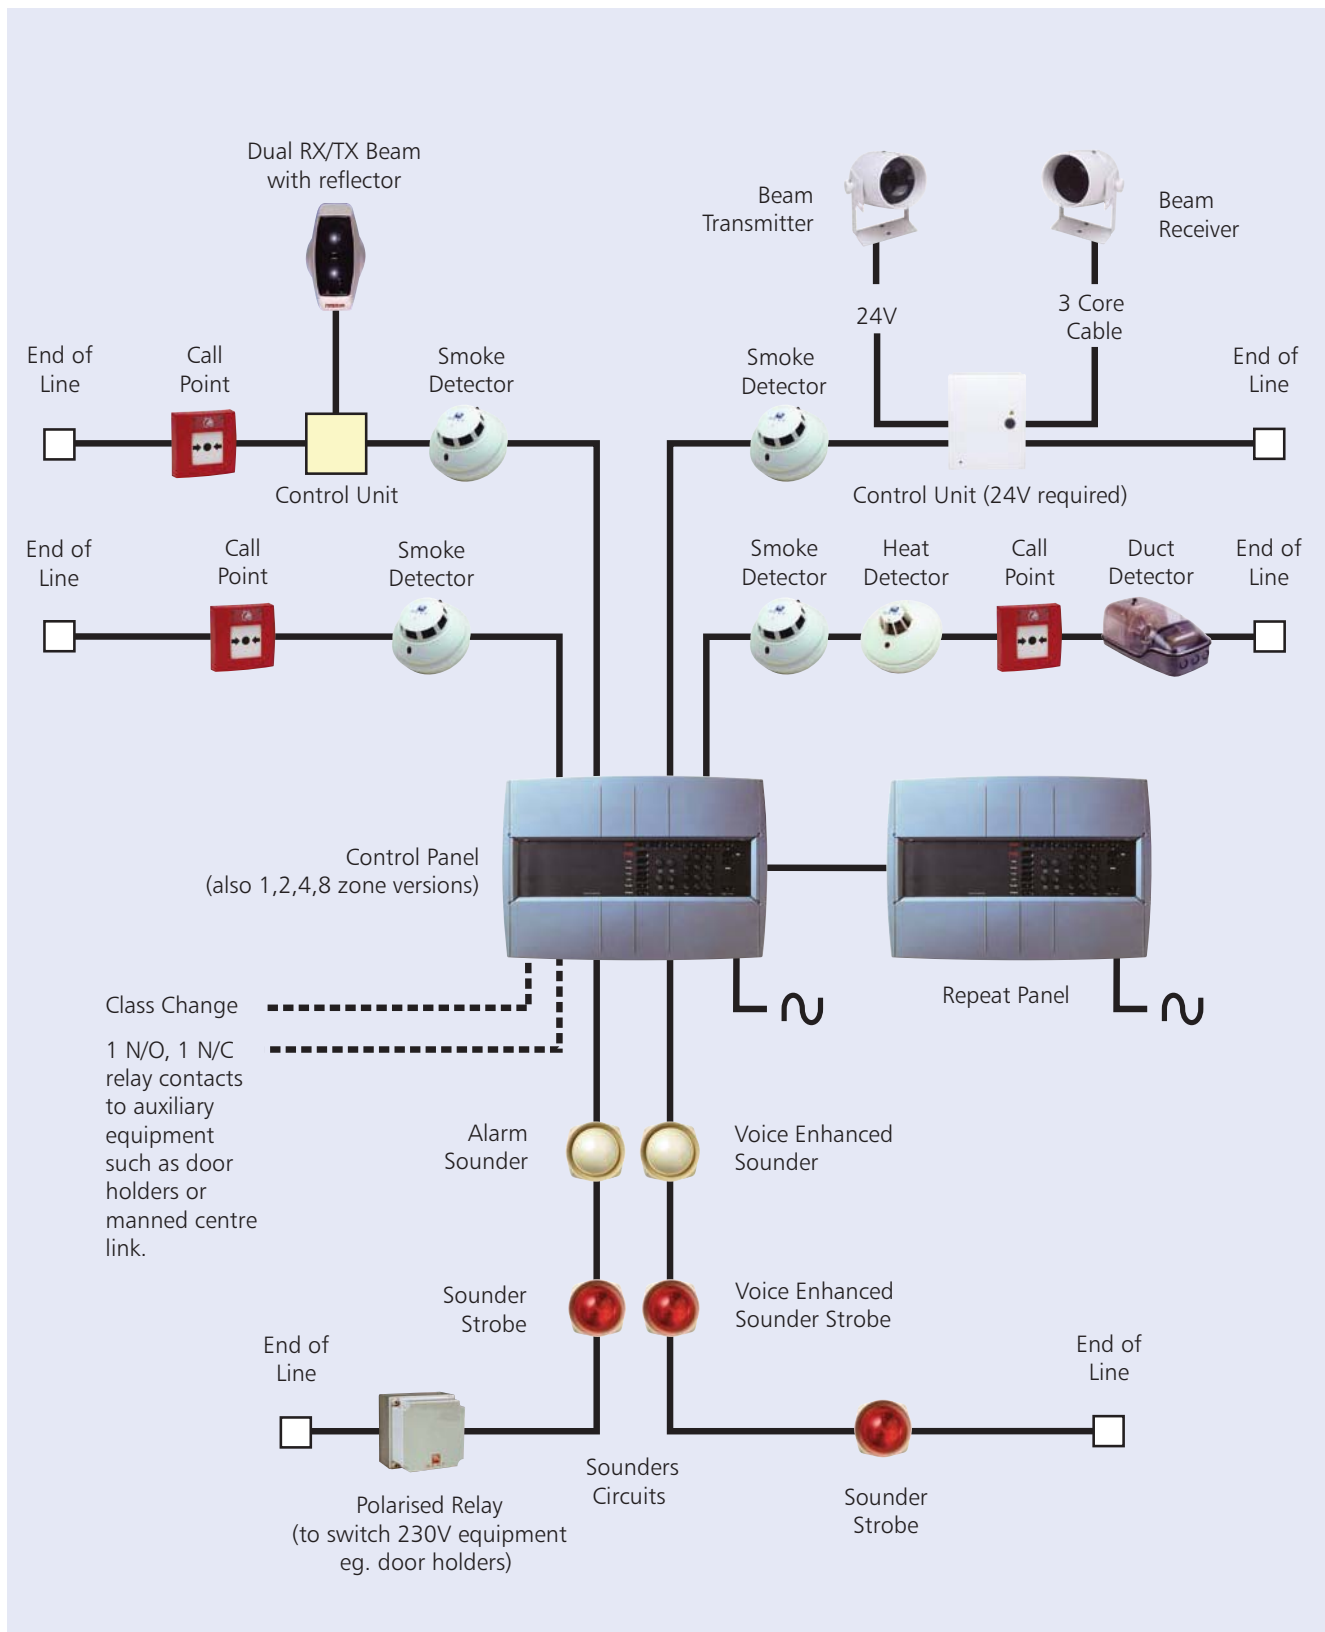 Dual RX/TX Beam
with reflector
Beam
Transmitter
Beam
Receiver
24V
3 Core
Cable
End of
Line
Call
Point
Smoke
Detector
Smoke
Detector
End of
Line
Control Unit
Control Unit (24V required)
End of
Line
Call
Point
Smoke
Detector
Smoke
Detector
Heat
Detector
Call
Point
Duct
Detector
End of
Line
Control Panel
(also 1,2,4,8 zone versions)
Repeat Panel
Class Change
1 N/O, 1 N/C
relay contacts
to auxiliary
equipment
such as door
holders or
manned centre
link.
Alarm
Sounder
Voice Enhanced
Sounder
Sounder
Strobe
Voice Enhanced
Sounder Strobe
End of
Line
End of
Line
Sounders
Circuits
Polarised Relay
(to switch 230V equipment
eg. door holders)
Sounder
Strobe